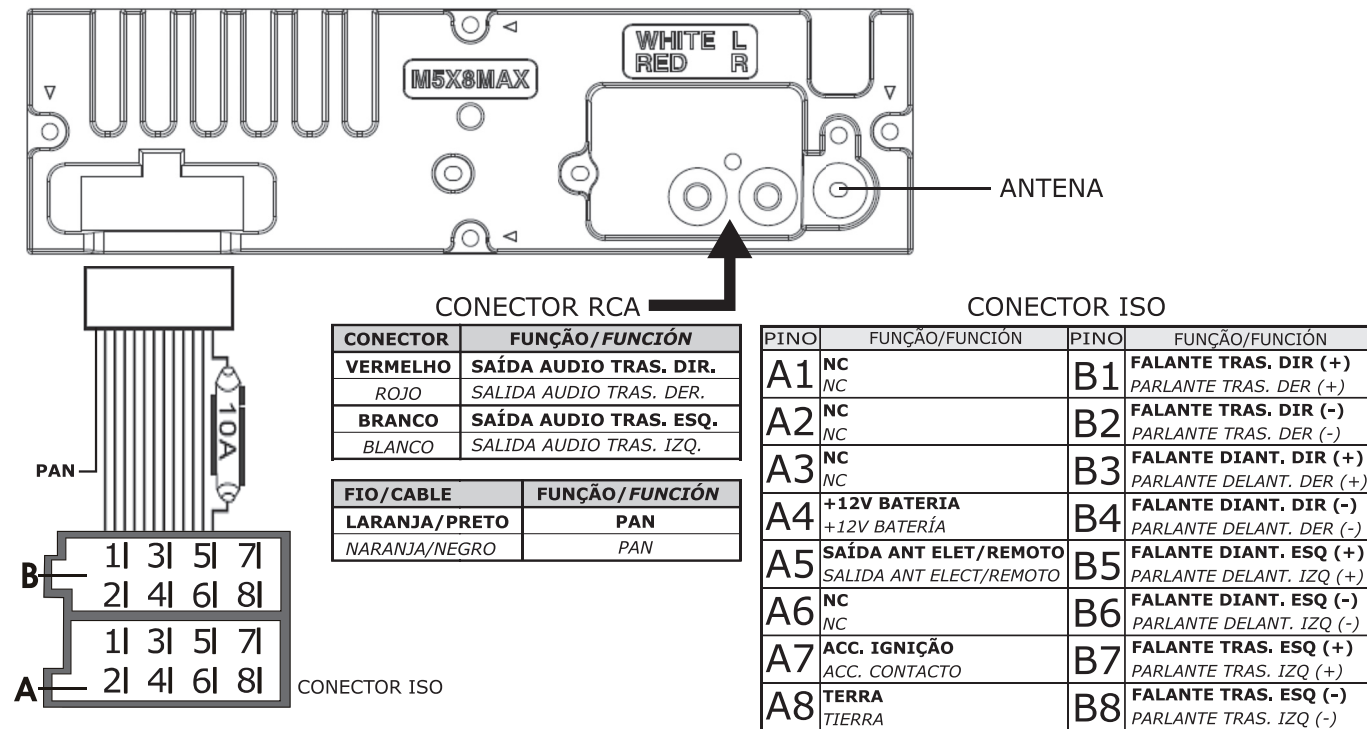 WHITE L
RED R
M5X8MAX
ANTENA
CONECTOR RCA
CONECTOR FUNÇÃO/FUNCIÓN
VERMELHO SAÍDA AUDIO TRAS. DIR.
ROJO SALIDA AUDIO TRAS. DER.
BRANCO SAÍDA AUDIO TRAS. ESQ.
BLANCO SALIDA AUDIO TRAS. IZQ.
FIO/CABLE FUNÇÃO/FUNCIÓN
LARANJA/PRETO PAN
NARANJA/NEGRO PAN
10A
PAN
B
1 3 5 7
2 4 6 8
A
1 3 5 7
2 4 6 8
CONECTOR ISO
CONECTOR ISO
PINO FUNÇÃO/FUNCIÓN PINO FUNÇÃO/FUNCIÓN
A1 NC
NC
B1 FALANTE TRAS. DIR (+)
PARLANTE TRAS. DER (+)
A2 NC
NC
B2 FALANTE TRAS. DIR (-)
PARLANTE TRAS. DER (-)
A3 NC
NC
B3 FALANTE DIANT. DIR (+)
PARLANTE DELANT. DER (+)
A4 +12V BATERIA
+12V BATERÍA
B4 FALANTE DIANT. DIR (-)
PARLANTE DELANT. DER (-)
A5 SAÍDA ANT ELET/REMOTO
SALIDA ANT ELECT/REMOTO
B5 FALANTE DIANT. ESQ (+)
PARLANTE DELANT. IZQ (+)
A6 NC
NC
B6 FALANTE DIANT. ESQ (-)
PARLANTE DELANT. IZQ (-)
A7 ACC. IGNIÇÃO
ACC. CONTACTO
B7 FALANTE TRAS. ESQ (+)
PARLANTE TRAS. IZQ (+)
A8 TERRA
TIERRA
B8 FALANTE TRAS. ESQ (-)
PARLANTE TRAS. IZQ (-)